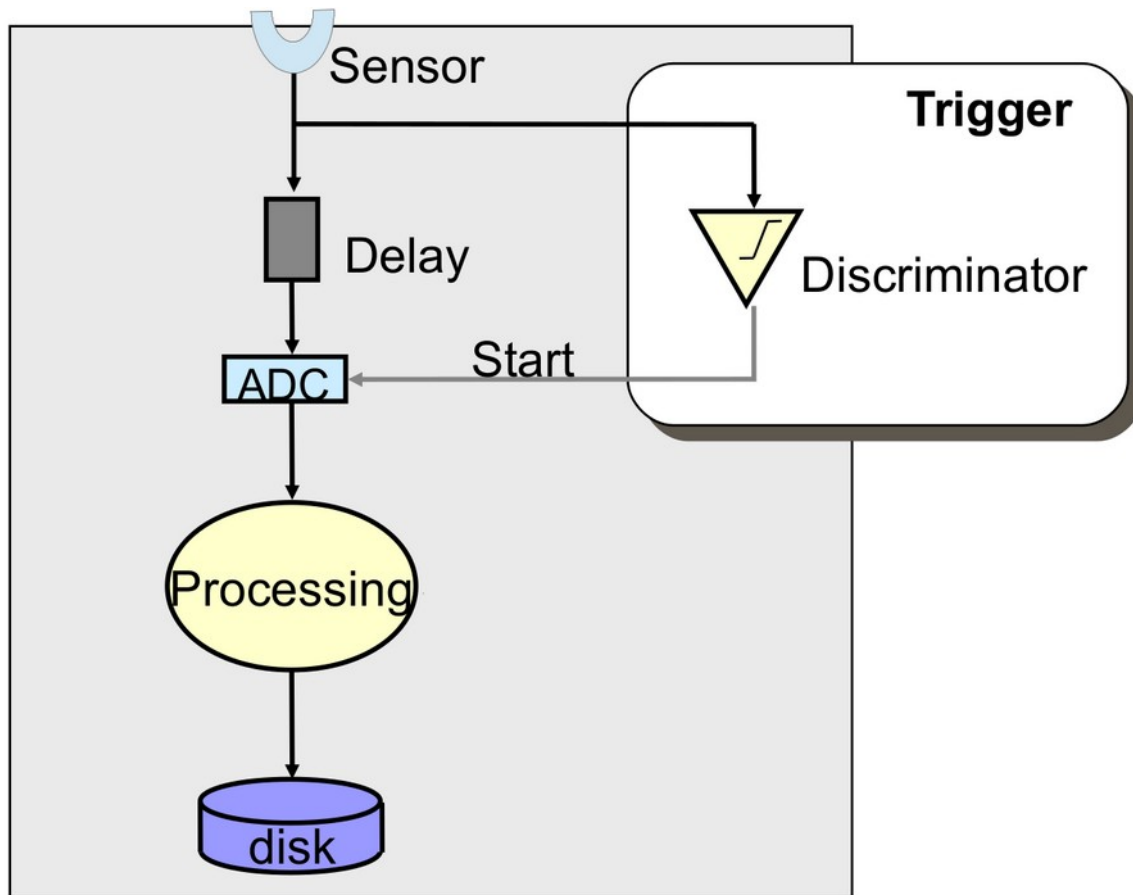 Sensor
Trigger
Delay
Discriminator
Start
ADC
Processing
disk